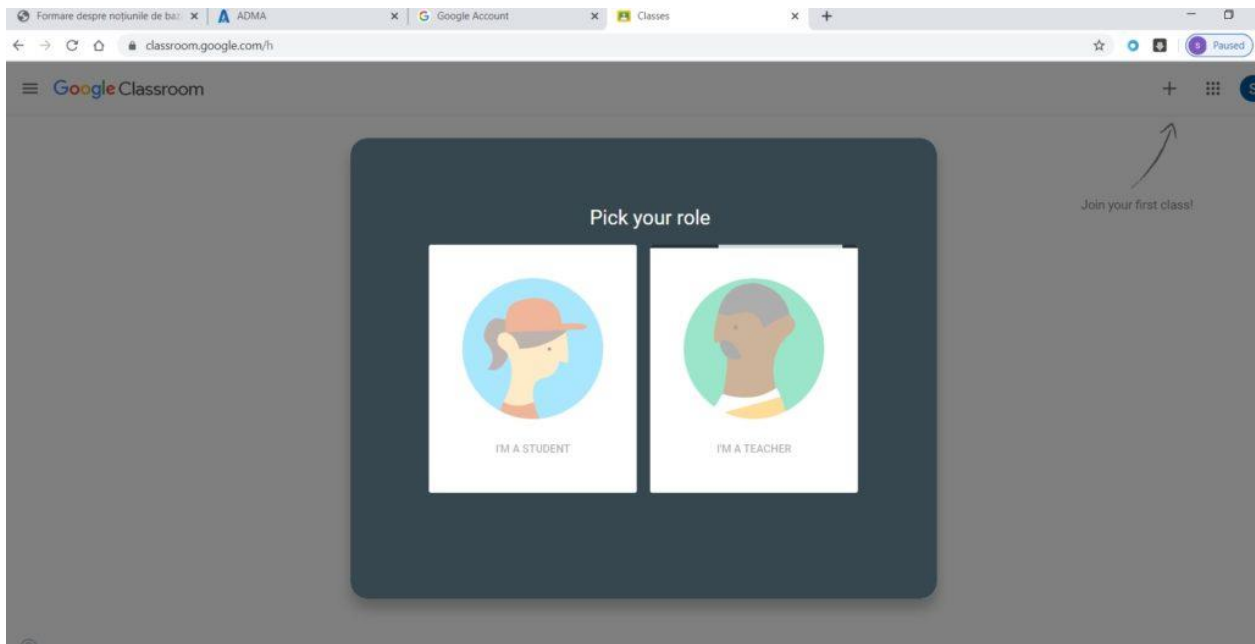 Formare despre noțiunile de baz
ADMA
Google Account
Classes
classroom.google.com/h
S
Paused
Google Classroom
S
Join your first class!
Pick your role
I'M A STUDENT
I'M A TEACHER